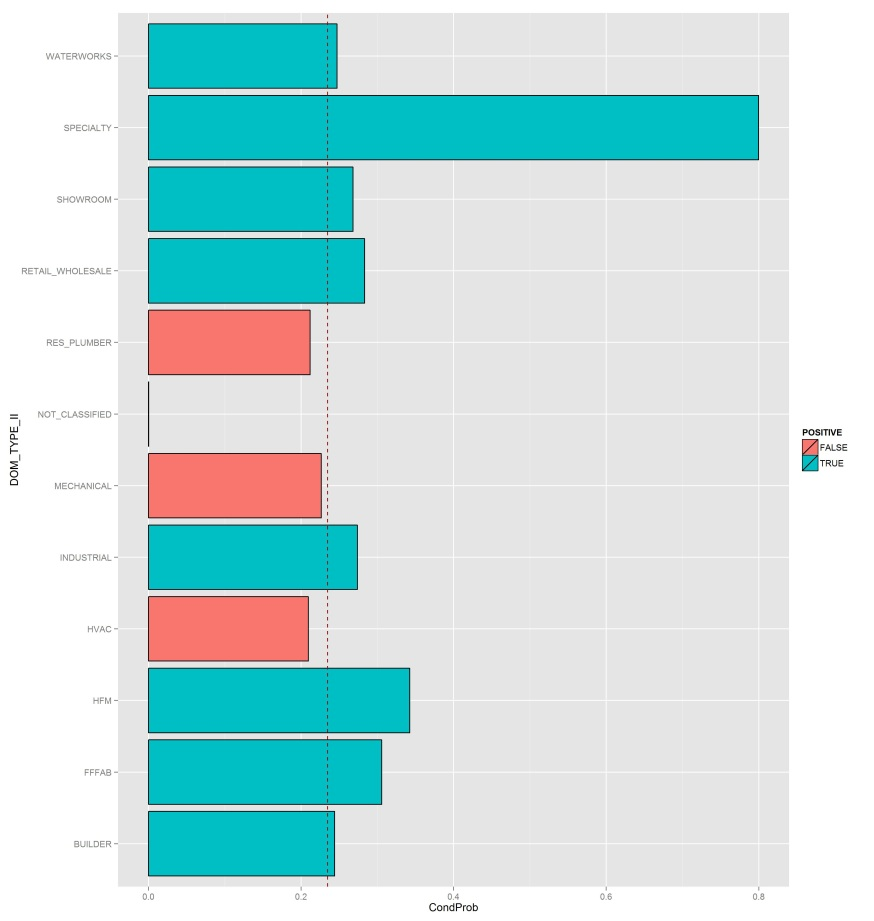 WATERWORKS
SPECIALTY
SHOWROOM
RETAIL_WHOLESALE
RES_PLUMBER
NOT_CLASSIFIED
MECHANICAL
INDUSTRIAL
HVAC
HFM
FFFAB
BUILDER
DOM_TYPE_II
0.0 0.2 0.4 0.6 0.8
CondProb
POSITIVE
FALSE
TRUE